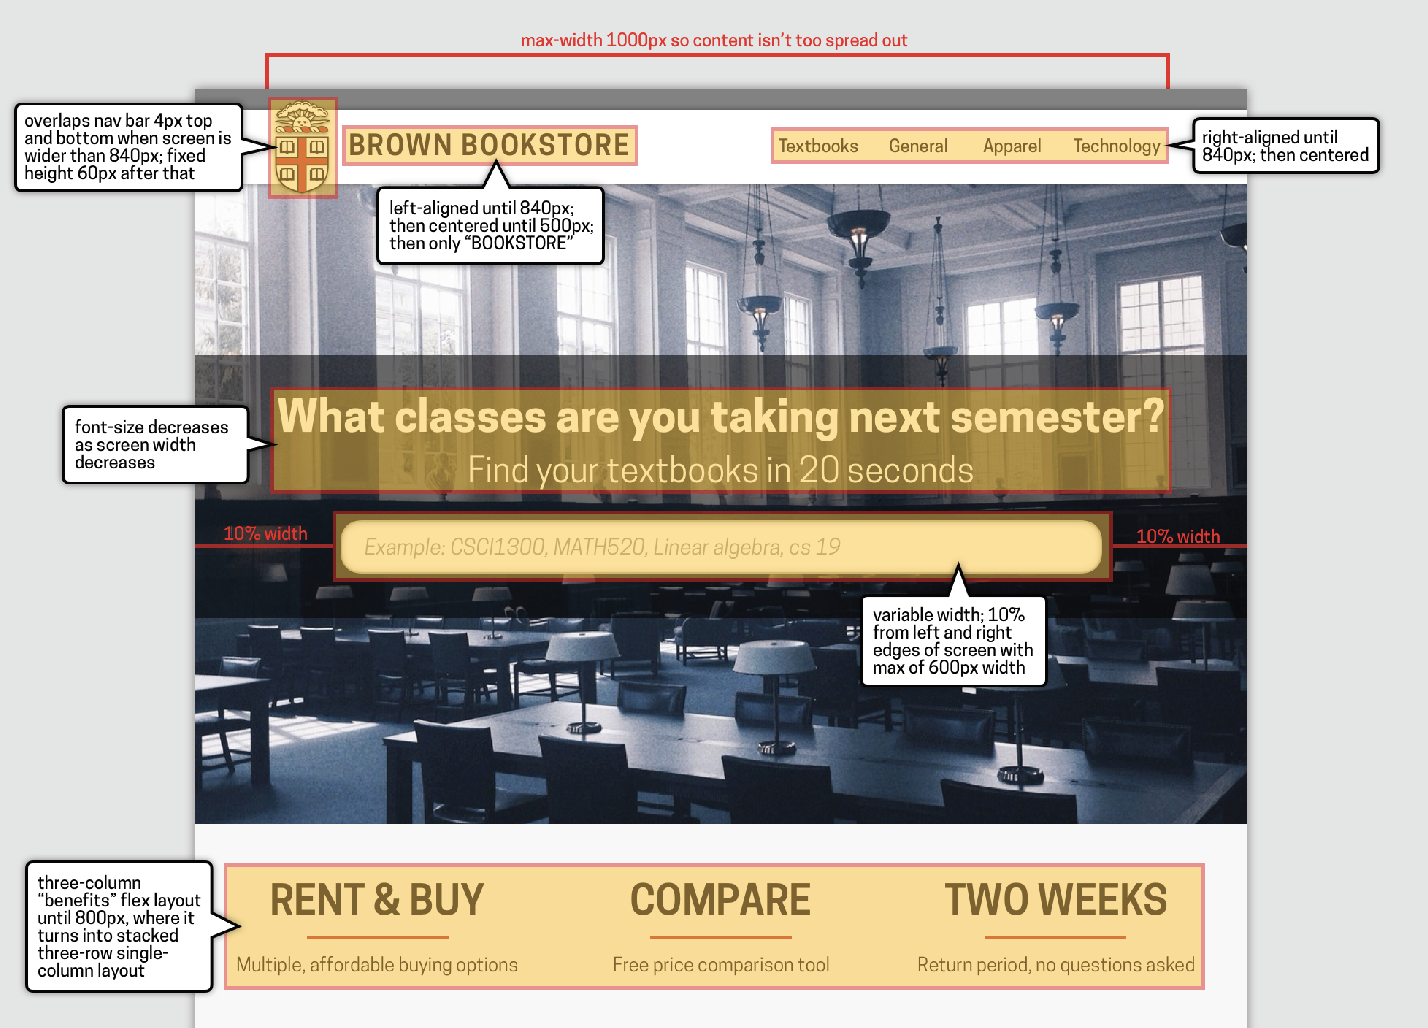 max-width 1000px so content isn't too spread out
overlaps nav bar 4px top
and bottom when screen is
wider than 840px; fixed
height 60px after that
BROWN BOOKSTORE
Textbooks General Apparel Technology
right-aligned until
840px; then centered
left-aligned until 840px;
then centered until 500px;
then only “BOOKSTORE”
font-size decreases
as screen width
decreases
What classes are you taking next semester?
Find your textbooks in 20 seconds
10% width
10% width
Example: CSCI1300, MATH520, Linear algebra, cs 19
variable width; 10%
from left and right
edges of screen with
max of 600px width
three-column
“benefits” flex layout
until 800px, where it
turns into stacked
three-row single-
column layout
RENT & BUY
Multiple, affordable buying options
COMPARE
Free price comparison tool
TWO WEEKS
Return period, no questions asked